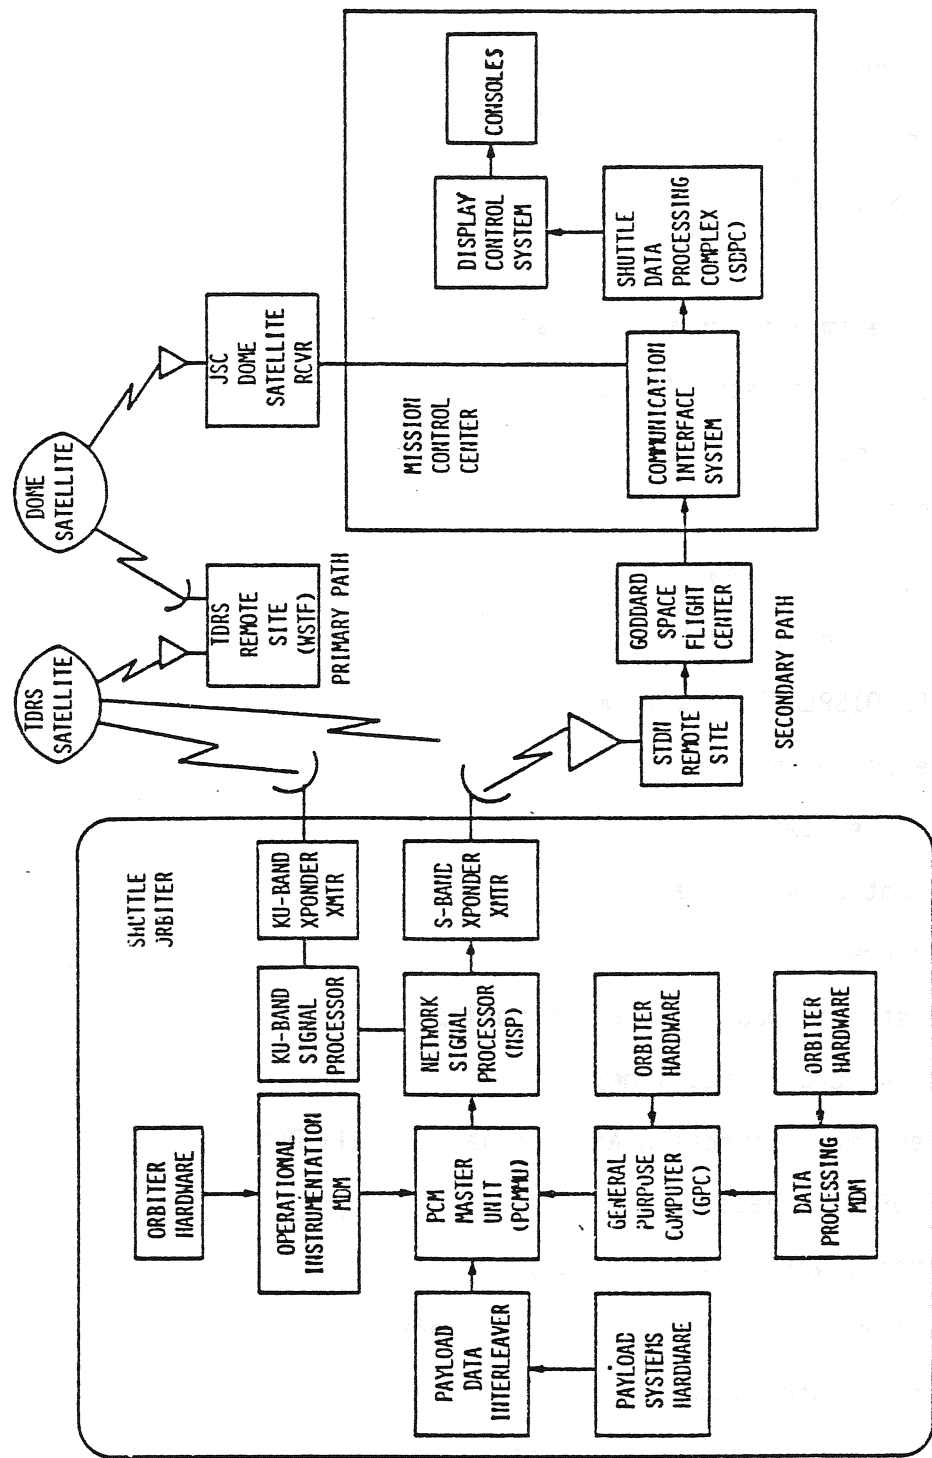 SHUTTLE
ORBITER
ORBITER
HARDWARE
OPERATIONAL
INSTRUMENTATION
MDM
KU-BAND
SIGNAL
PROCESSOR
KU-BAND
XPONDER
XMTR
PAYLOAD
DATA
INTERLEAVER
PCM
MASTER
UNIT
(PCMMU)
NETWORK
SIGNAL
PROCESSOR
(NSP)
S-BAND
XPONDER
XMTR
PAYLOAD
SYSTEMS
HARDWARE
GENERAL
PURPOSE
COMPUTER
(GPC)
ORBITER
HARDWARE
DATA
PROCESSING
MDM
ORBITER
HARDWARE
TDRS
SATELLITE
DOME
SATELLITE
TDRS
REMOTE
SITE
(WSTF)
PRIMARY PATH
JSC
DOME
SATELLITE
RCVR
STDN
REMOTE
SITE
GODDARD
SPACE
FLIGHT
CENTER
SECONDARY PATH
MISSION
CONTROL
CENTER
COMMUNICATION
INTERFACE
SYSTEM
SHUTTLE
DATA
PROCESSING
COMPLEX
(SDPC)
DISPLAY
CONTROL
SYSTEM
CONSOLES